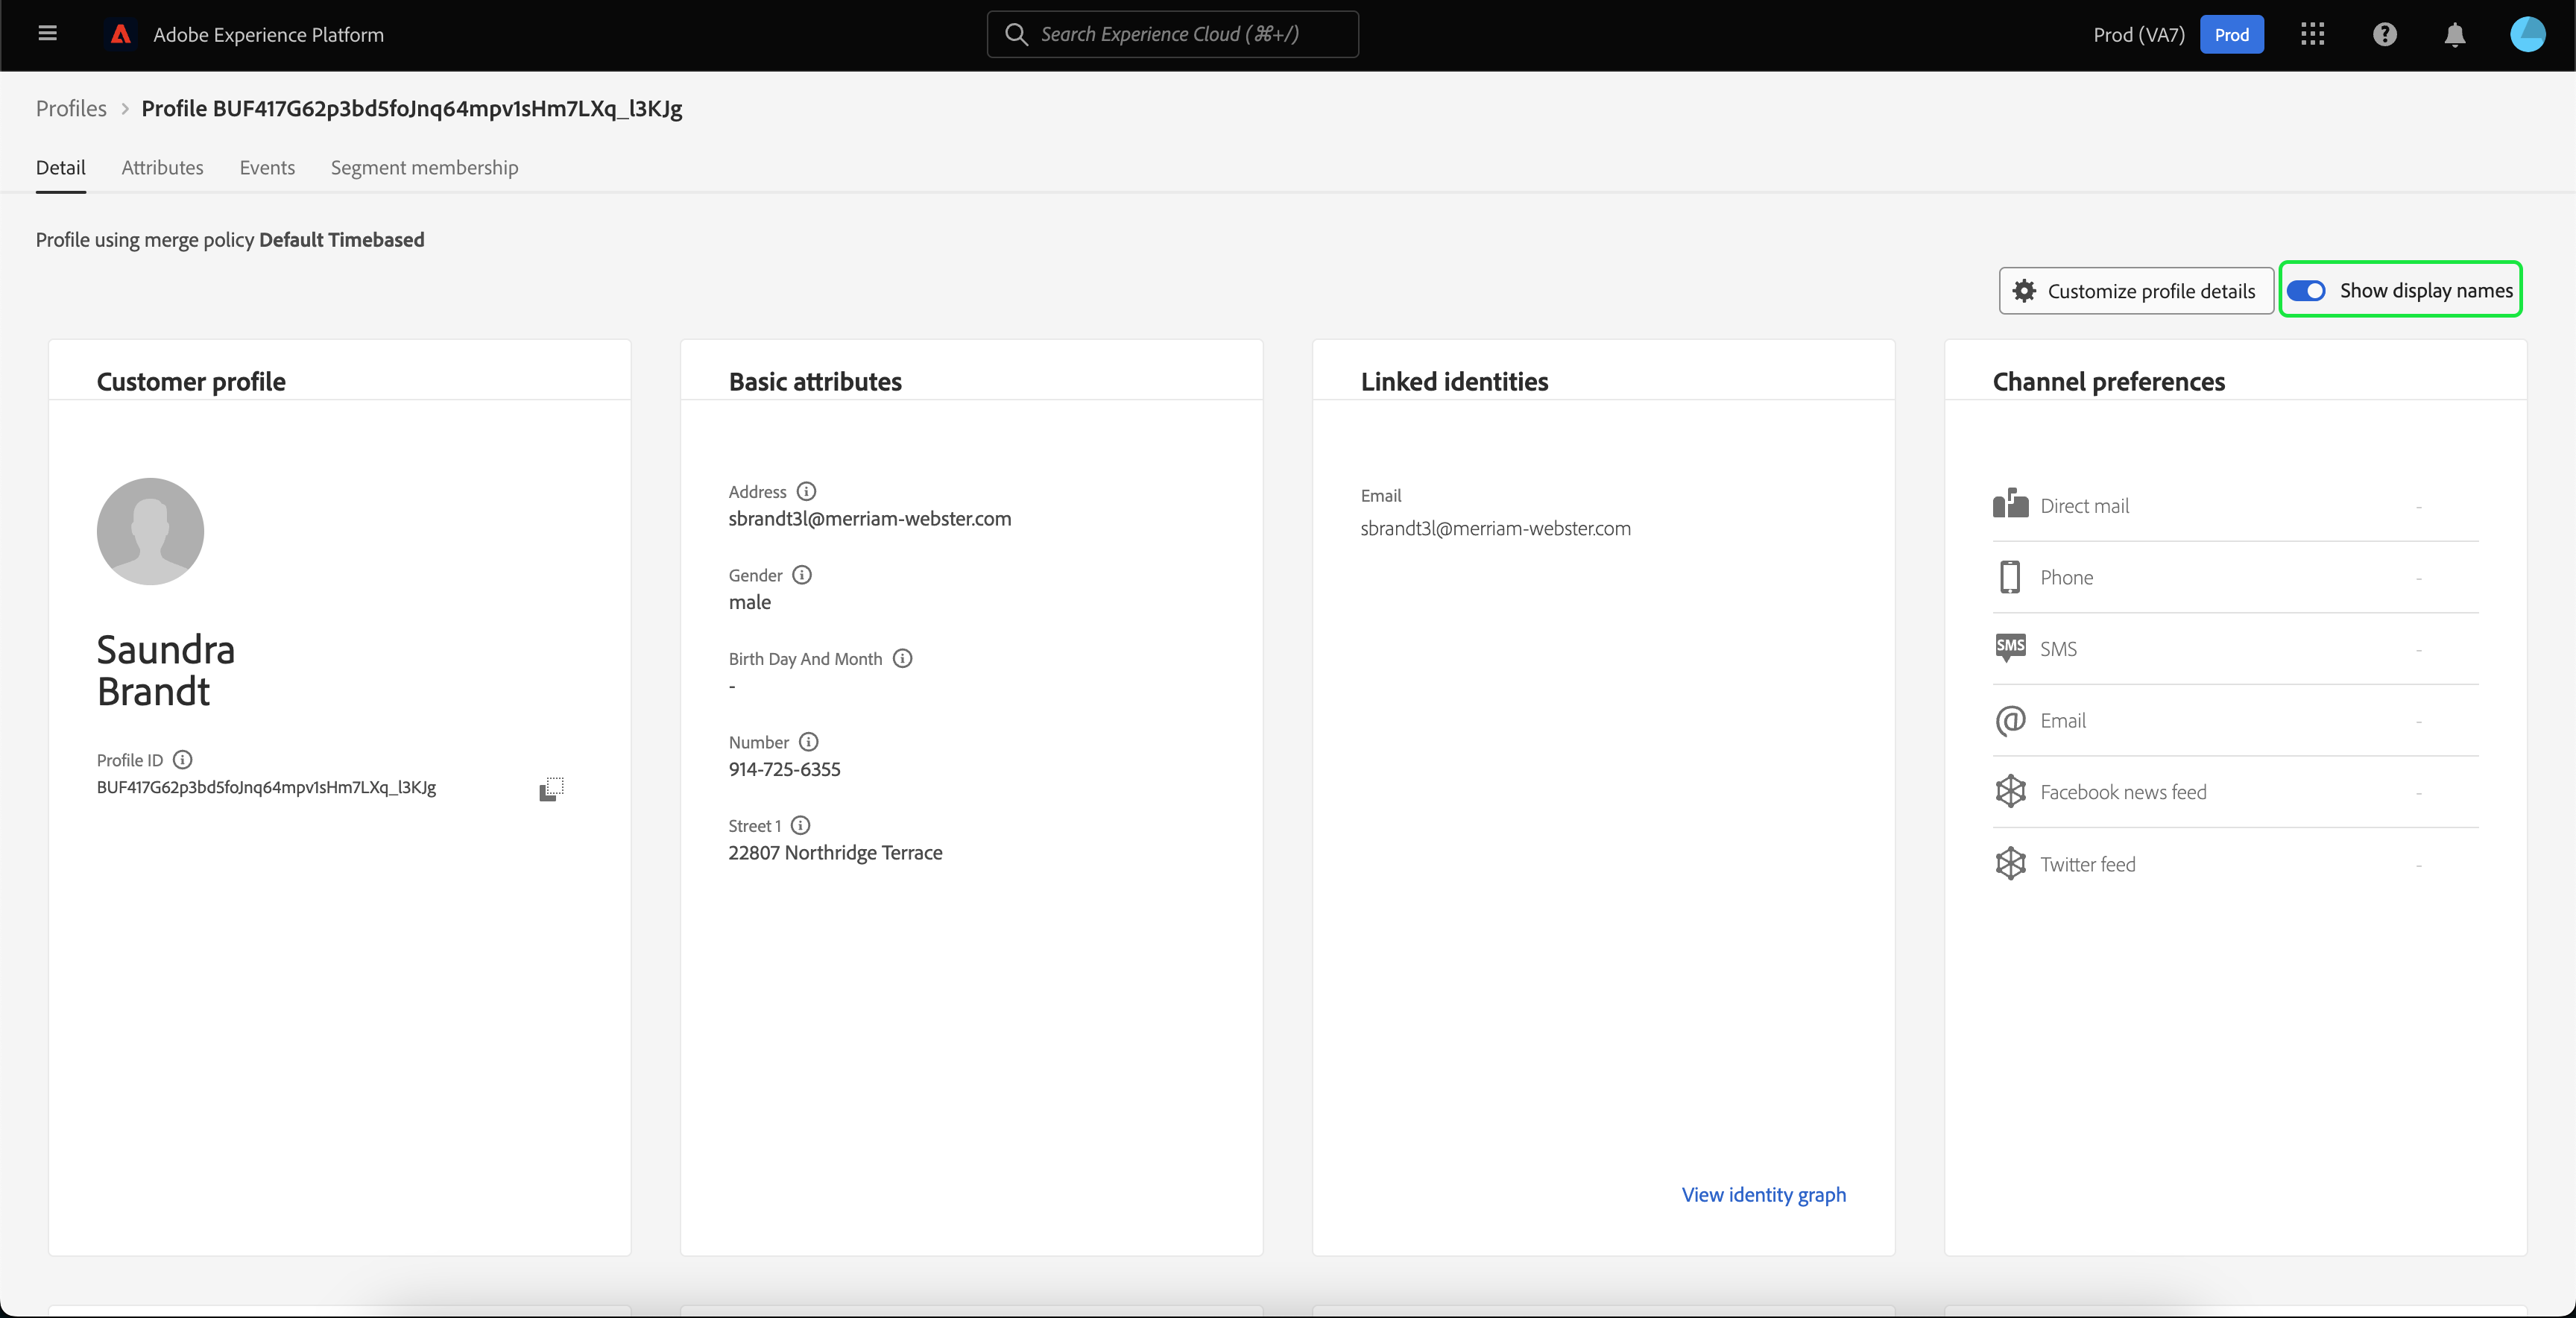 Adobe Experience Platform
Search Experience Cloud (⌘+/)
Prod (VA7)
Prod
Profiles > Profile BUF417G62p3bd5foJnq64mpv1sHm7LXq_l3KJg
Detail
Attributes
Events
Segment membership
Profile using merge policy Default Timebased
Customize profile details
Show display names
Customer profile
Saundra
Brandt
Profile ID
BUF417G62p3bd5foJnq64mpv1sHm7LXq_l3KJg
Basic attributes
Address
sbrandt3l@merriam-webster.com
Gender
male
Birth Day And Month
-
Number
914-725-6355
Street 1
22807 Northridge Terrace
Linked identities
Email
sbrandt3l@merriam-webster.com
View identity graph
Channel preferences
Direct mail -
Phone -
SMS SMS -
Email -
Facebook news feed -
Twitter feed -